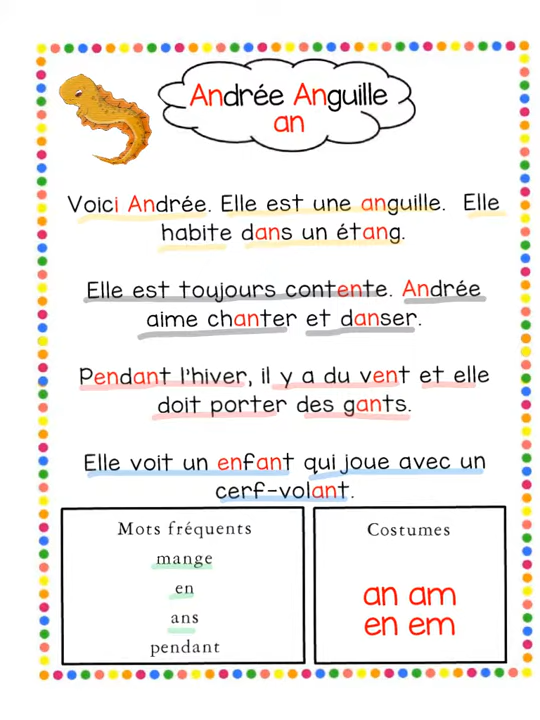 Andrée Anguille
an
Voici Andrée. Elle est une anguille. Elle
habite dans un étang.
Elle est toujours contente. Andrée
aime chanter et danser.
Pendant l'hiver, il y a du vent et elle
doit porter des gants.
Elle voit un enfant qui joue avec un
cerf-volant.
Mots fréquents
mange
en
ans
pendant
Costumes
an am
en em